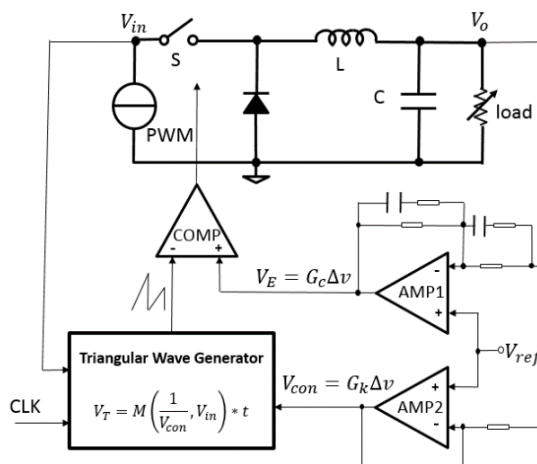 V_in
S
L
V_o
C
load
PWM
COMP
- +
V_E = G_c Δv
-
AMP1
+
V_ref
Triangular Wave Generator
V_T = M(1/V_con, V_in) * t
V_con = G_k Δv
+
AMP2
-
CLK